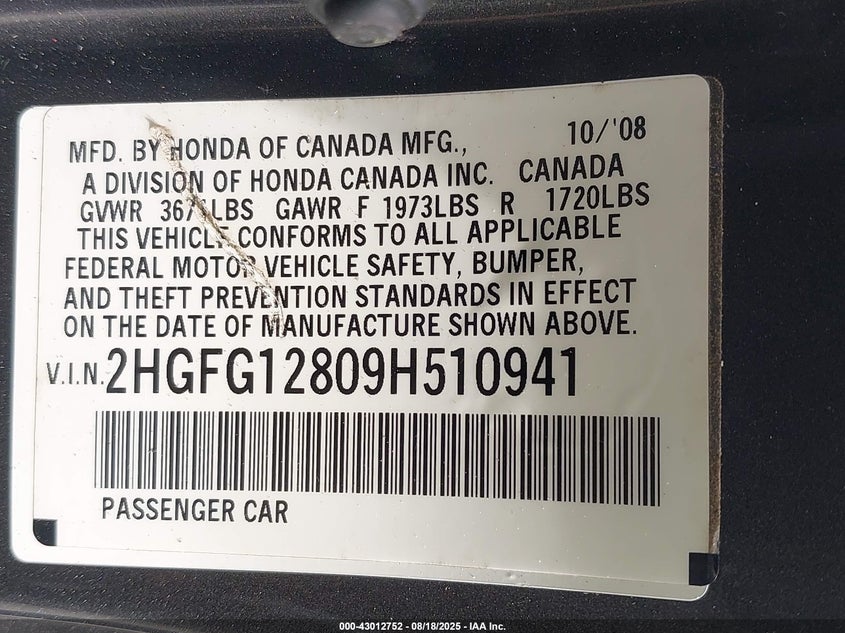 MFD. BY HONDA OF CANADA MFG., 10/'08
A DIVISION OF HONDA CANADA INC. CANADA
GVWR LBS GAWR F 1973LBS R 1720LBS
THIS VEHICLE CONFORMS TO ALL APPLICABLE
FEDERAL MOTOR VEHICLE SAFETY, BUMPER,
AND THEFT PREVENTION STANDARDS IN EFFECT
ON THE DATE OF MANUFACTURE SHOWN ABOVE.
V.I.N. 2HGFG12809H510941
PASSENGER CAR
000-43012752 - 08/18/2025 - IAA Inc.